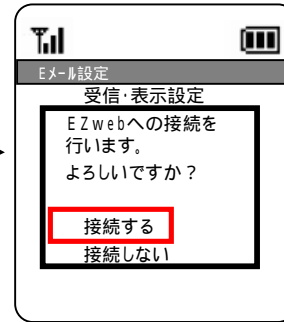 Eメール設定
受信･表示設定
EZwebへの接続を
行います。
よろしいですか？
接続する
接続しない